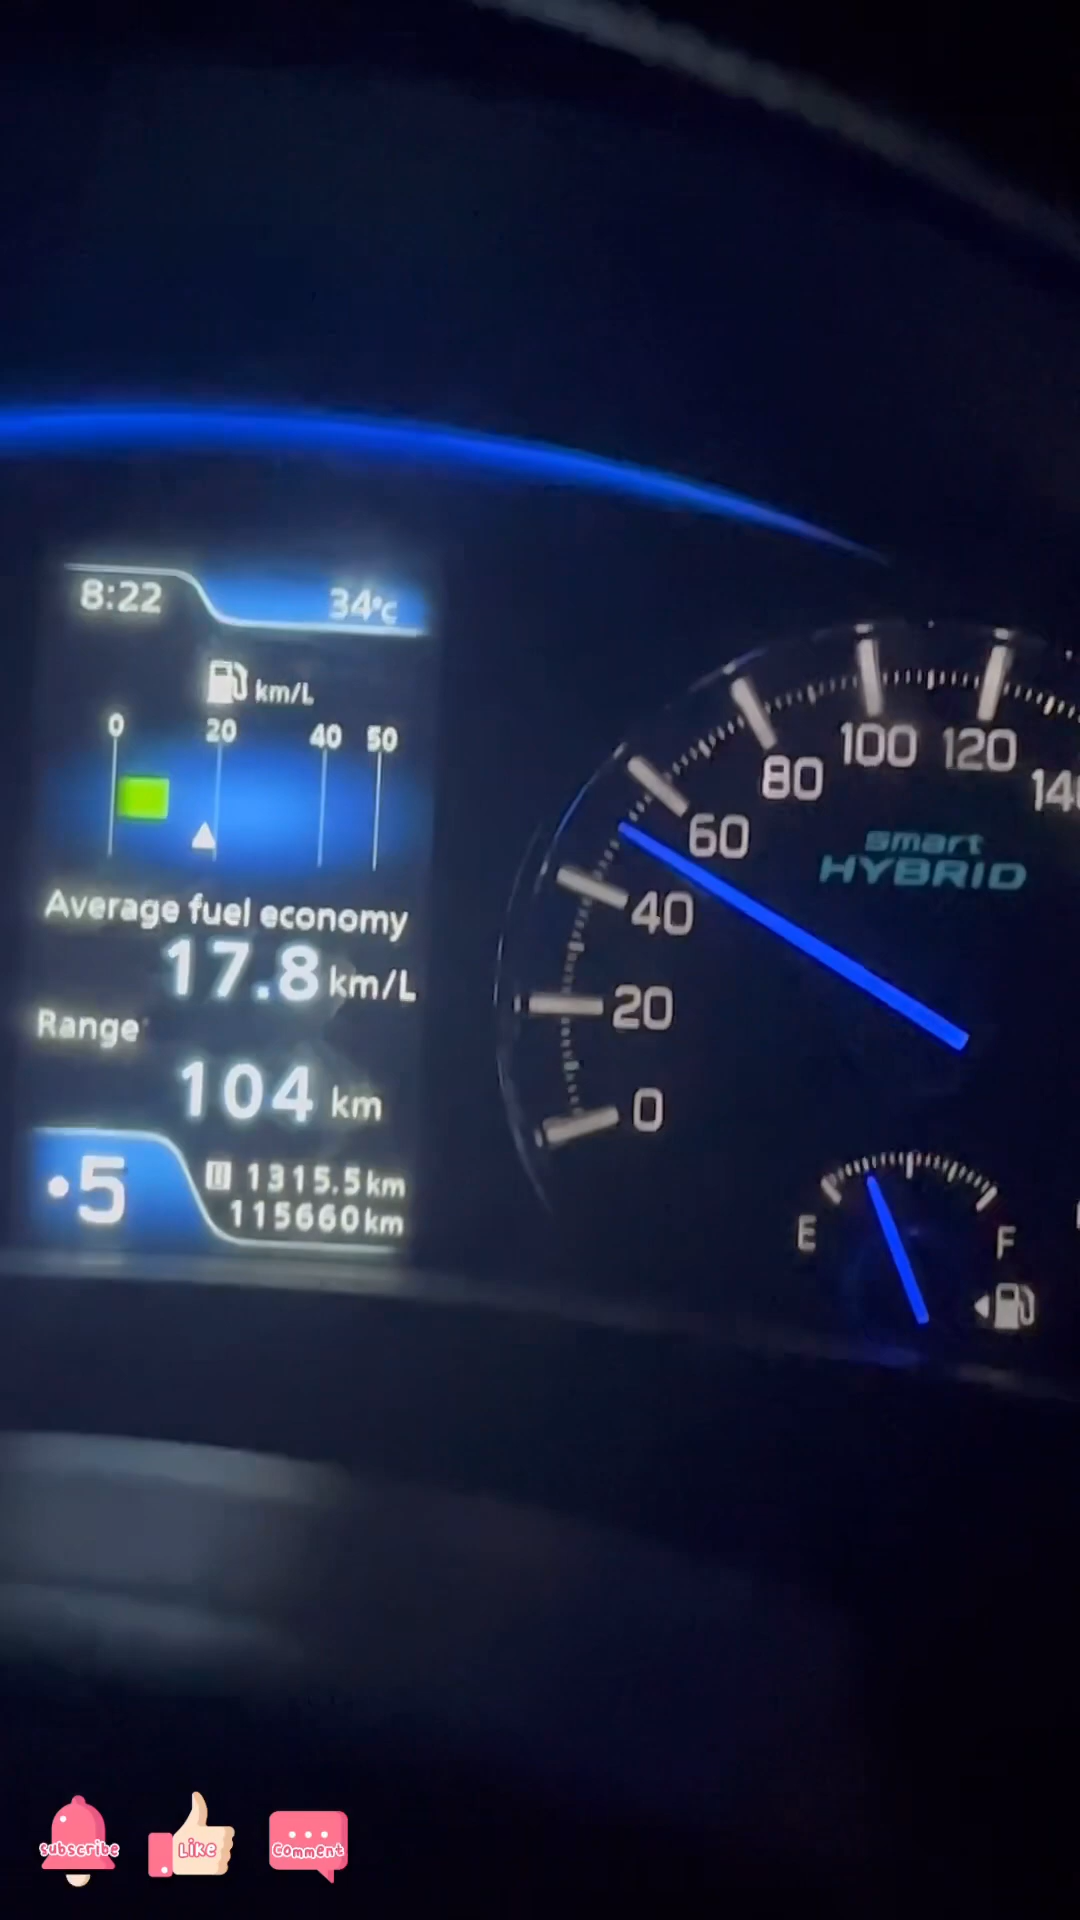 8:22 34°C
km/L
0 20 40 50
Average fuel economy
17.8 km/L
Range
104 km
•5
1315.5 km
115660 km
0
20
40
60
80
100
120
smart
HYBRID
E F
subscribe
Like
Comment